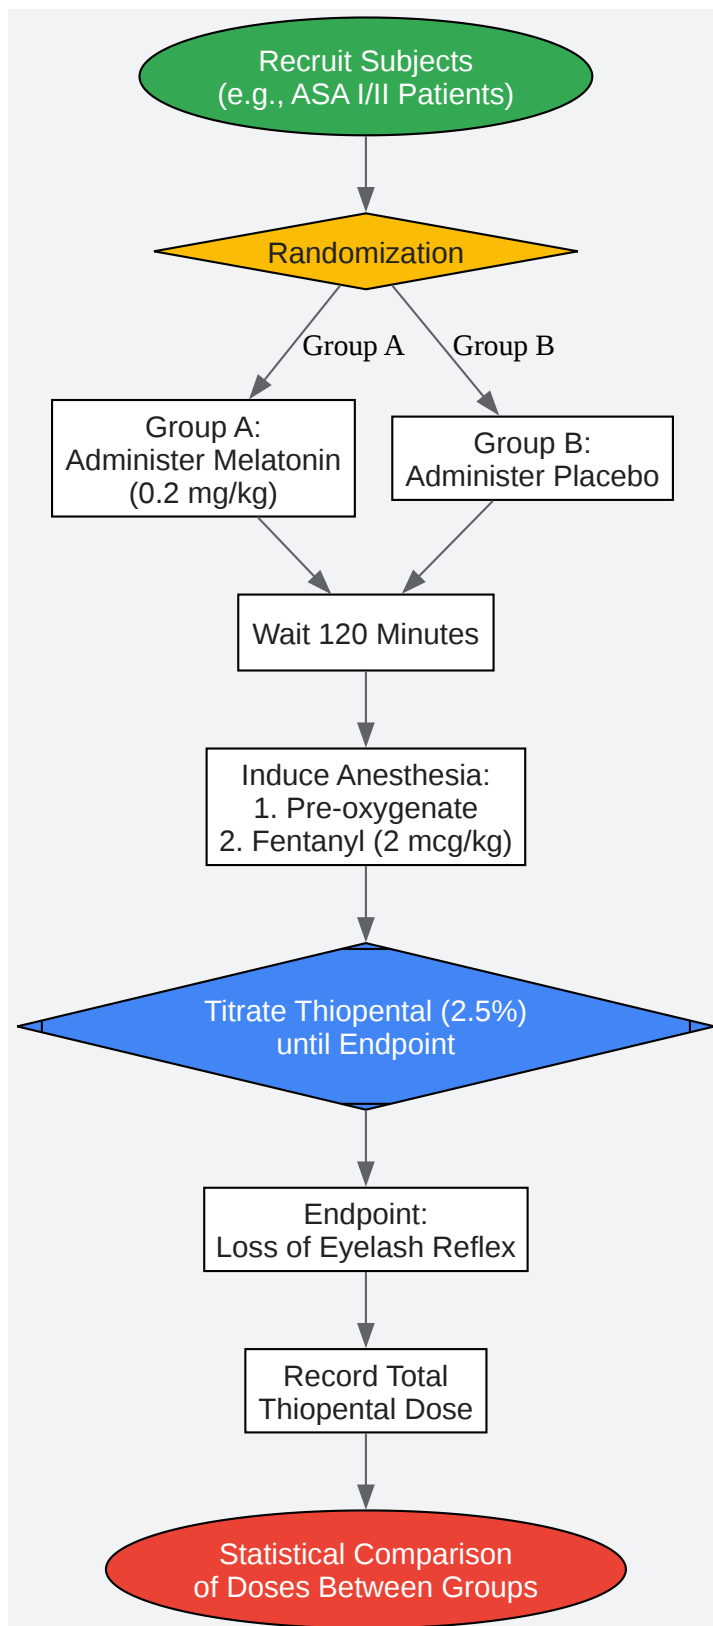 Recruit Subjects
(e.g., ASA I/II Patients)
Randomization
Group A
Group B
Group A:
Administer Melatonin
(0.2 mg/kg)
Group B:
Administer Placebo
Wait 120 Minutes
Induce Anesthesia:
1. Pre-oxygenate
2. Fentanyl (2 mcg/kg)
Titrate Thiopental (2.5%)
until Endpoint
Endpoint:
Loss of Eyelash Reflex
Record Total
Thiopental Dose
Statistical Comparison
of Doses Between Groups